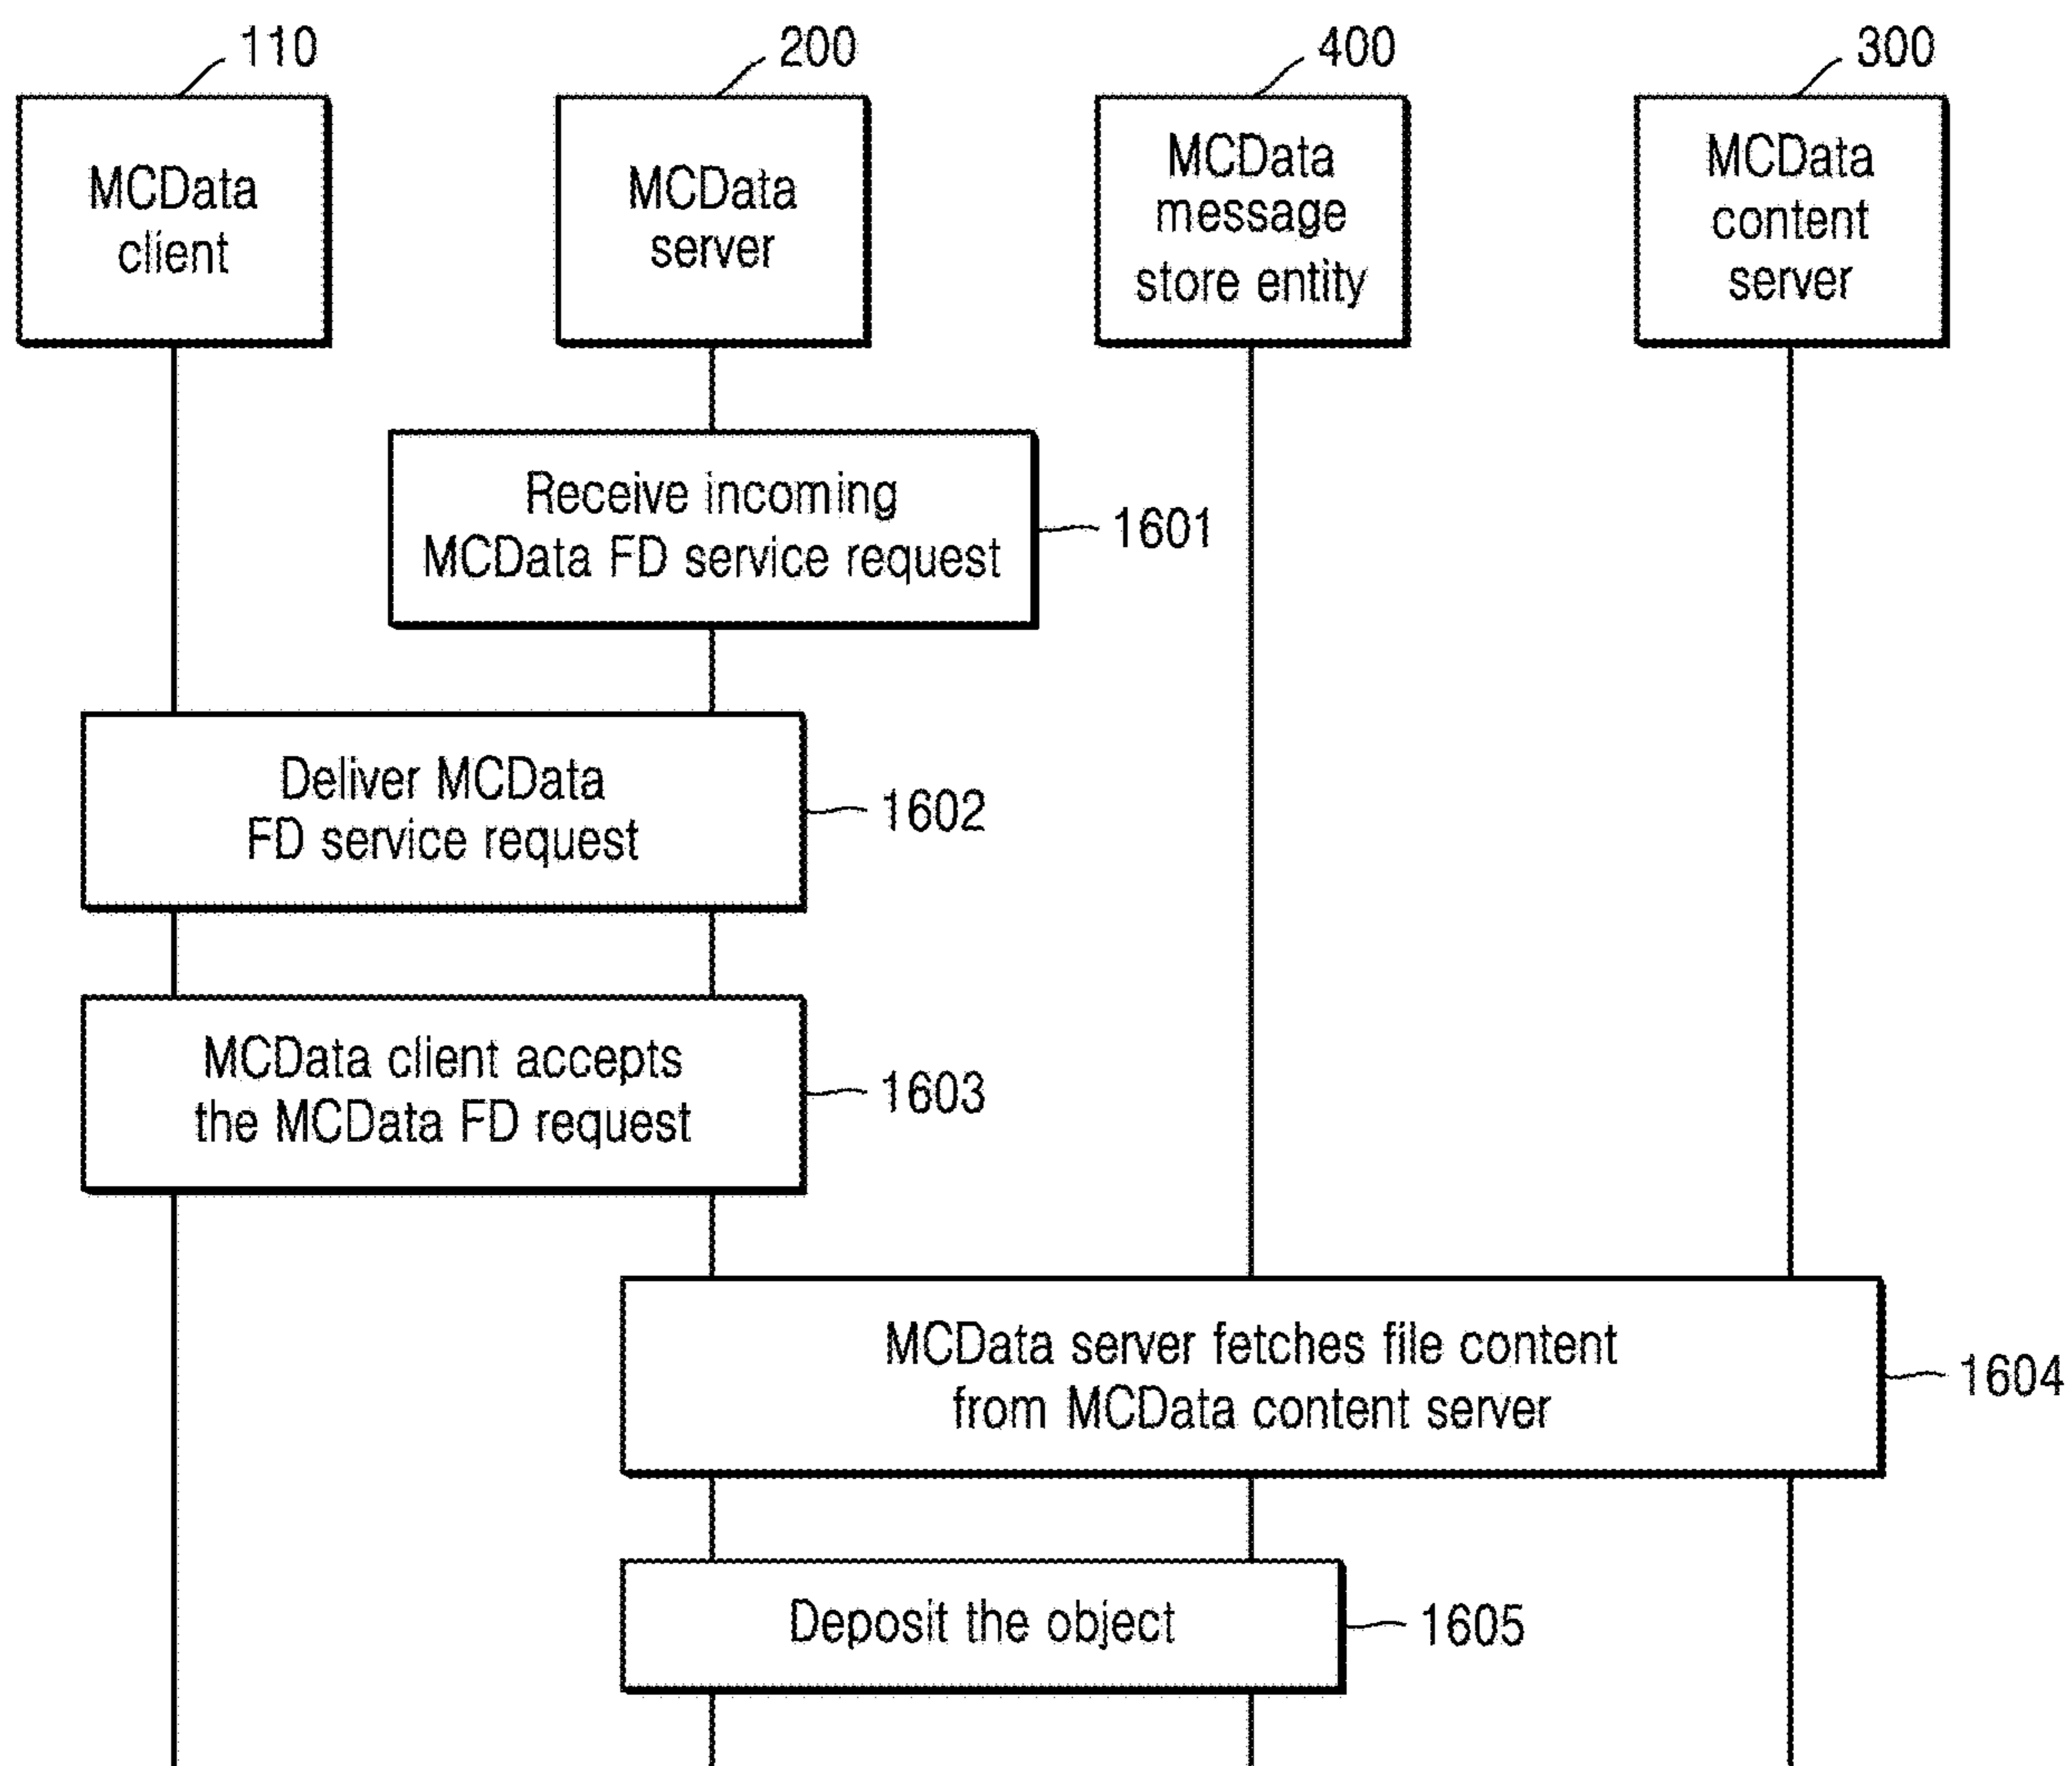 110
200
400
300
MCData
client
MCData
server
MCData
message
store entity
MCData
content
server
Receive incoming
MCData FD service request
1601
Deliver MCData
FD service request
1602
MCData client accepts
the MCData FD request
1603
MCData server fetches file content
from MCData content server
1604
Deposit the object
1605